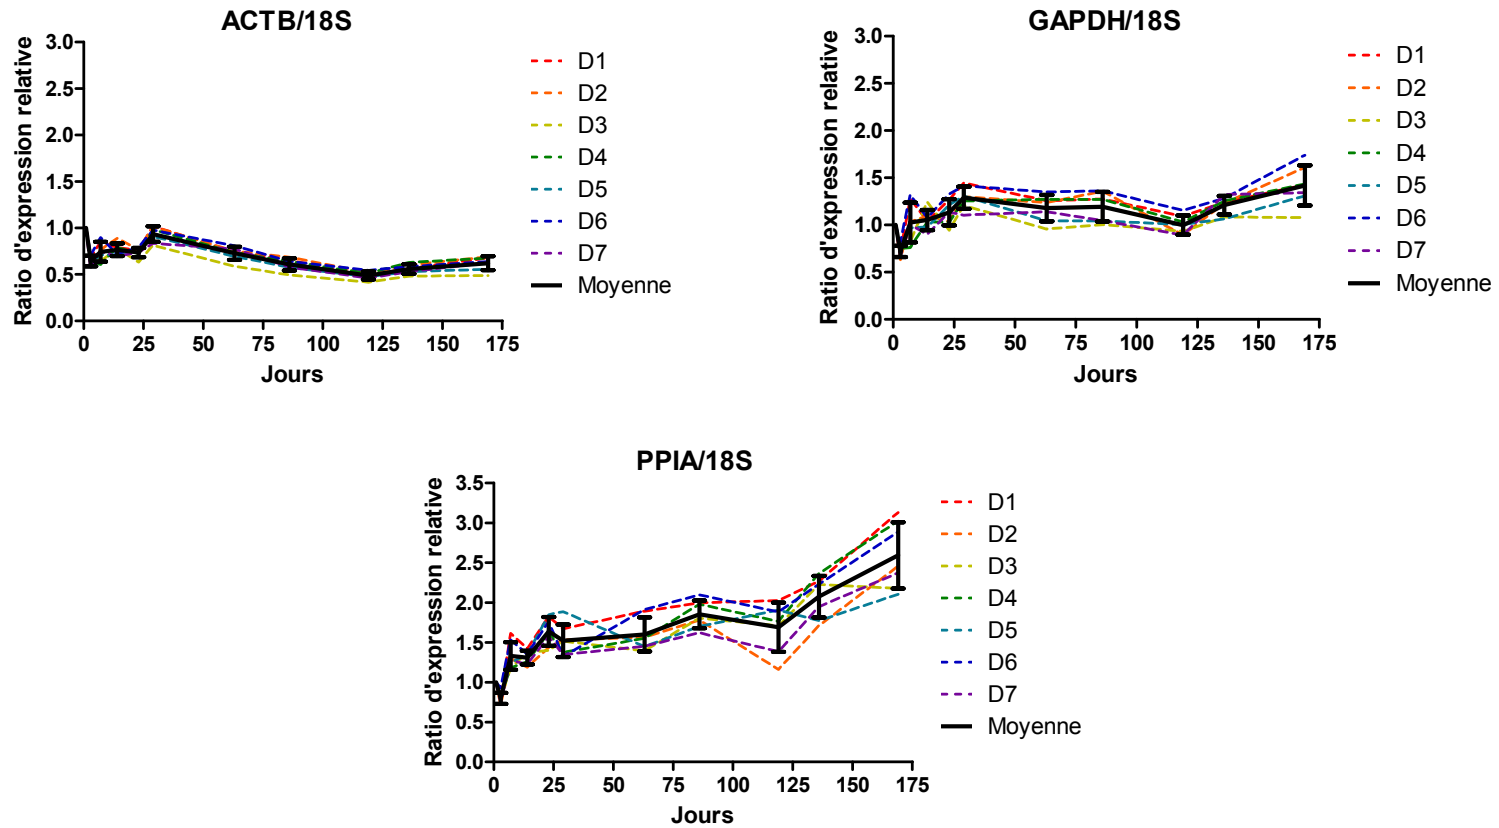 ACTB/18S
Ratio d'expression relative
3.0
2.5
2.0
1.5
1.0
0.5
0.0
0 25 50 75 100 125 150 175
Jours
D1
D2
D3
D4
D5
D6
D7
Moyenne
GAPDH/18S
Ratio d'expression relative
3.0
2.5
2.0
1.5
1.0
0.5
0.0
0 25 50 75 100 125 150 175
Jours
D1
D2
D3
D4
D5
D6
D7
Moyenne
PPIA/18S
Ratio d'expression relative
3.5
3.0
2.5
2.0
1.5
1.0
0.5
0.0
0 25 50 75 100 125 150 175
Jours
D1
D2
D3
D4
D5
D6
D7
Moyenne